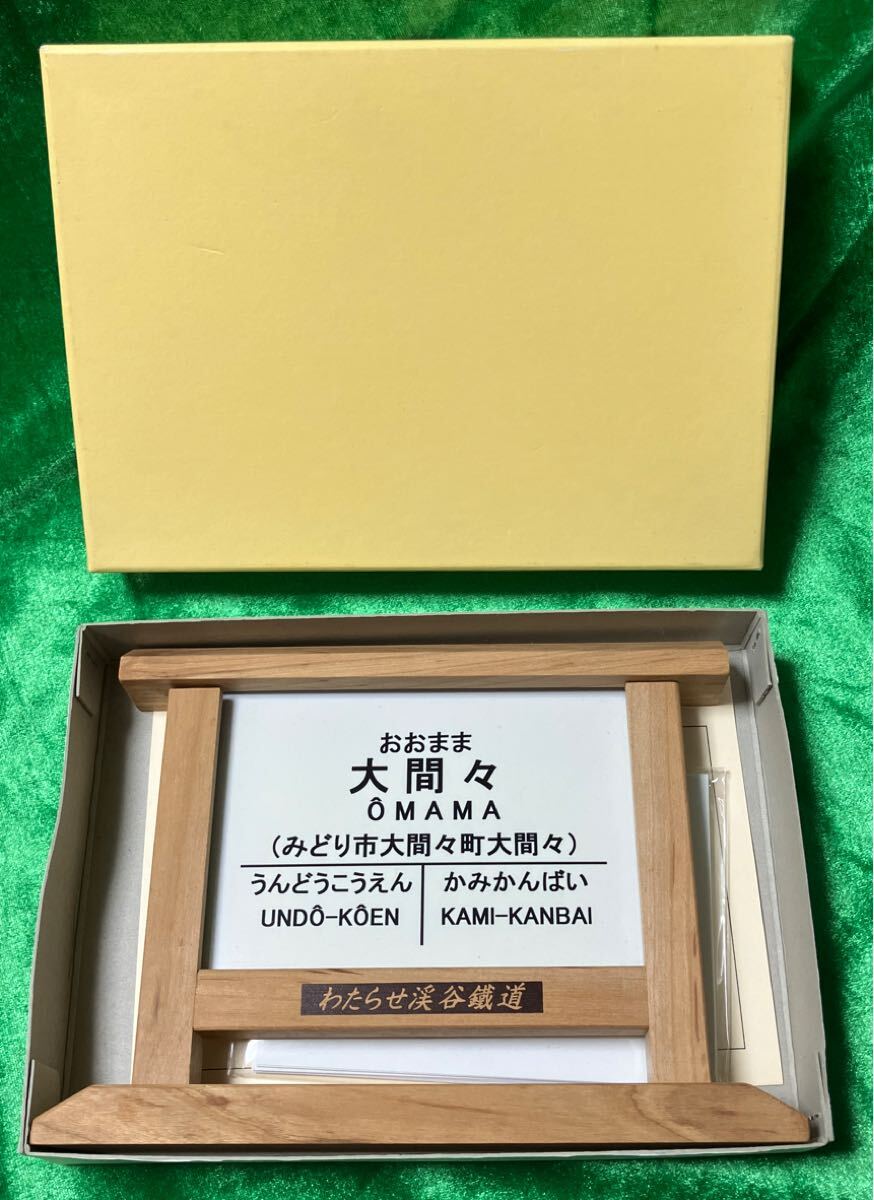 おおまま
大間々
ÔMAMA
(みどり市大間々町大間々)
うんどうこうえん
UNDÔ-KÔEN
かみかんばい
KAMI-KANBAI
わたらせ渓谷鐵道